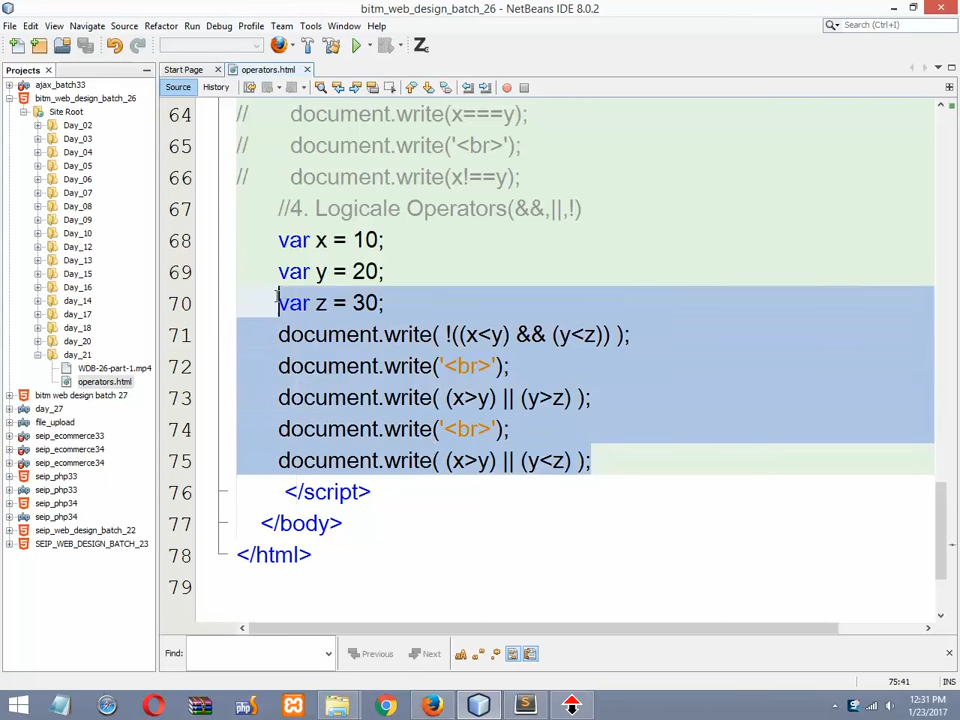 bitm_web_design_batch_26 - NetBeans IDE 8.0.2
File Edit View Navigate Source Refactor Run Debug Profile Team Tools Window Help
Search (Ctrl+I)
Projects
Start Page
operators.html
Source History
ajax_batch33
bitm_web_design_batch_26
Site Root
Day_02
Day_03
Day_04
Day_05
Day_06
Day_07
Day_08
Day_09
Day_10
Day_12
Day_13
Day_15
Day_16
day_14
day_17
day_18
day_20
day_21
WDB-26-part-1.mp4
operators.html
bitm web design batch 27
day_27
file_upload
seip_ecommerce33
seip_ecommerce34
seip_ecommerce34
seip_php33
seip_php33
seip_php34
seip_php34
seip_web_design_batch_22
SEIP_WEB_DESIGN_BATCH_23
64 // document.write(x===y);
65 // document.write('<br>');
66 // document.write(x!==y);
67 //4. Logicale Operators(&&,||,!)
68 var x = 10;
69 var y = 20;
70 var z = 30;
71 document.write( !((x<y) && (y<z)) );
72 document.write('<br>');
73 document.write( (x>y) || (y>z) );
74 document.write('<br>');
75 document.write( (x>y) || (y<z) );
76 </script>
77 </body>
78 </html>
79
Find: Previous Next
75:41 INS
12:31 PM
1/23/2017